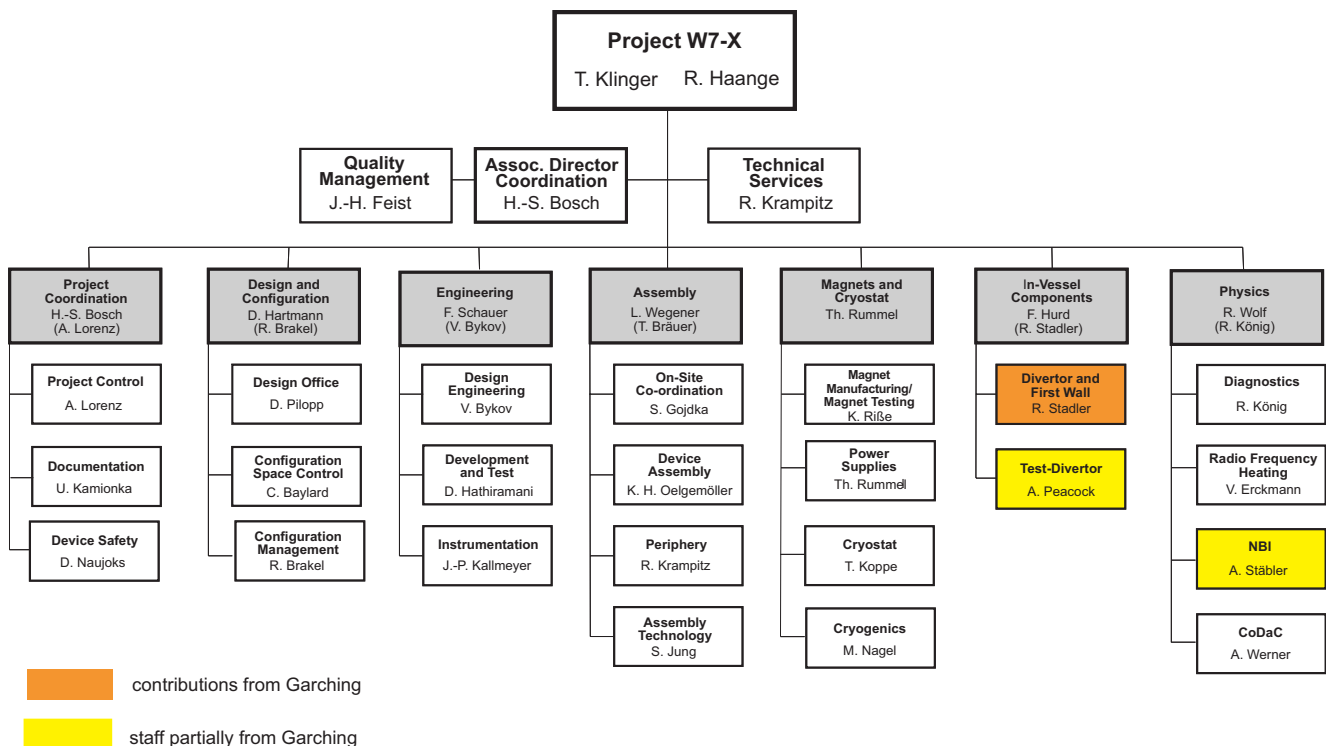 Project W7-X
T. Klinger R. Haange
Quality
Management
J.-H. Feist
Assoc. Director
Coordination
H.-S. Bosch
Technical
Services
R. Krampitz
Project
Coordination
H.-S. Bosch
(A. Lorenz)
Design and
Configuration
D. Hartmann
(R. Brakel)
Engineering
F. Schauer
(V. Bykov)
Assembly
L. Wegener
(T. Bräuer)
Magnets and
Cryostat
Th. Rummel
In-Vessel
Components
F. Hurd
(R. Stadler)
Physics
R. Wolf
(R. König)
Project Control
A. Lorenz
Documentation
U. Kamionka
Device Safety
D. Naujoks
Design Office
D. Pilopp
Configuration
Space Control
C. Baylard
Configuration
Management
R. Brakel
Design
Engineering
V. Bykov
Development
and Test
D. Hathiramani
Instrumentation
J.-P. Kallmeyer
On-Site
Co-ordination
S. Gojdka
Device
Assembly
K. H. Oelgemöller
Periphery
R. Krampitz
Assembly
Technology
S. Jung
Magnet
Manufacturing/
Magnet Testing
K. Riße
Power
Supplies
Th. Rummel
Cryostat
T. Koppe
Cryogenics
M. Nagel
Divertor and
First Wall
R. Stadler
Test-Divertor
A. Peacock
Diagnostics
R. König
Radio Frequency
Heating
V. Erckmann
NBI
A. Stäbler
CoDaC
A. Werner
contributions from Garching
staff partially from Garching